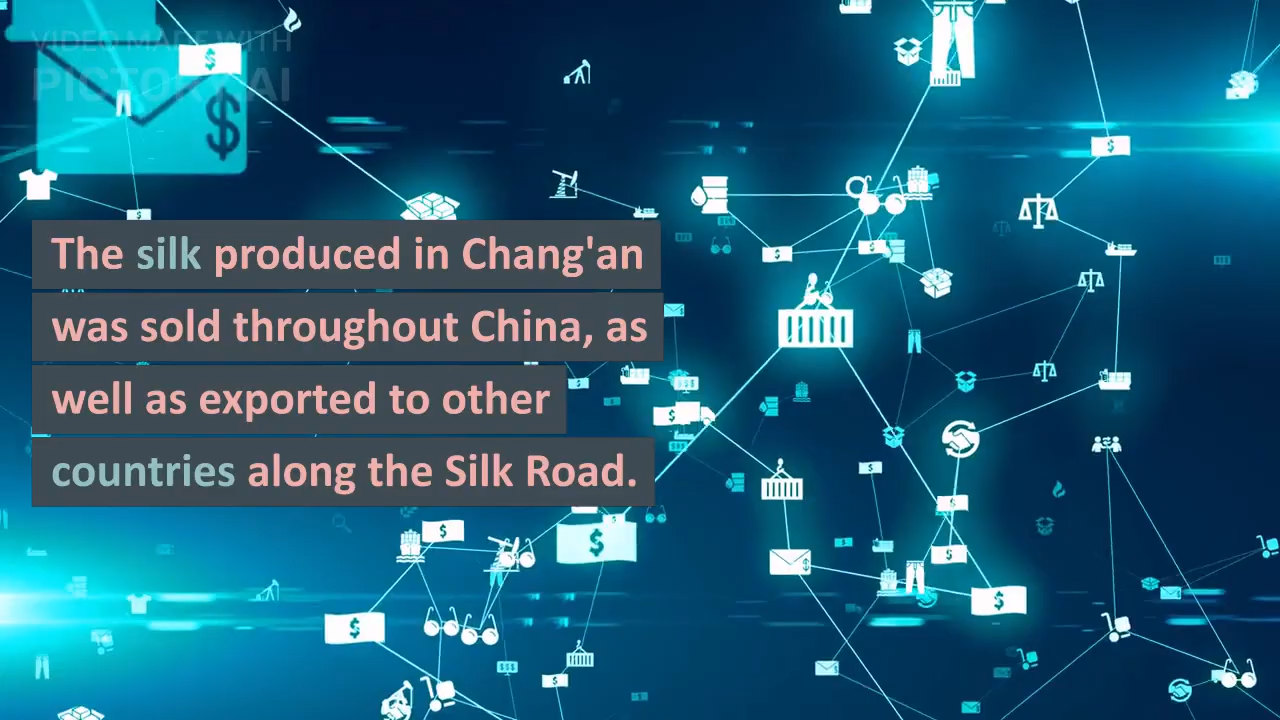 VIDEO MADE WITH
PICTORY.AI
The silk produced in Chang'an
was sold throughout China, as
well as exported to other
countries along the Silk Road.